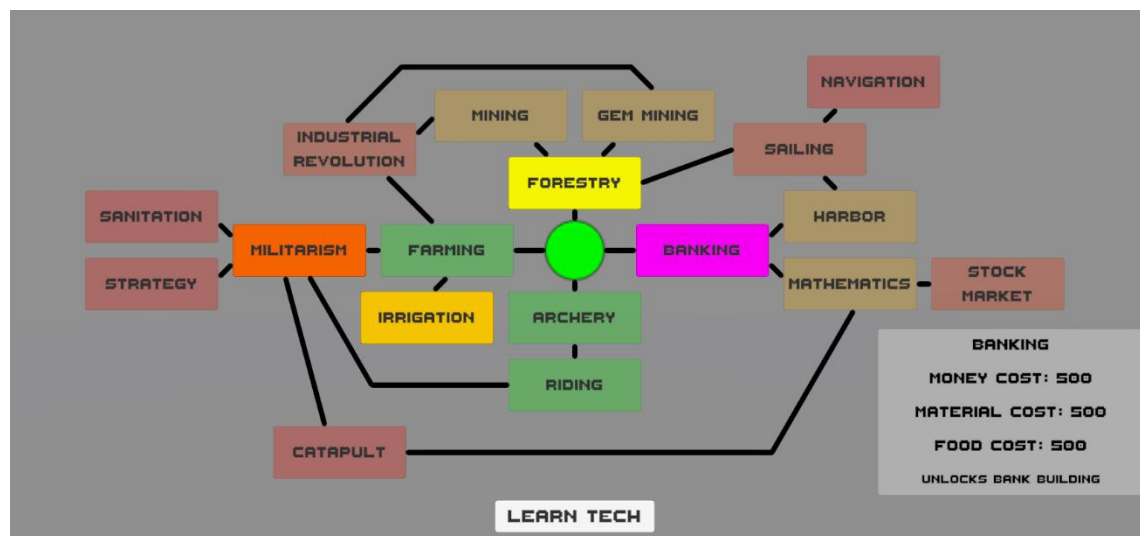 NAVIGATION
MINING
GEM MINING
INDUSTRIAL
REVOLUTION
SAILING
FORESTRY
SANITATION
HARBOR
MILITARISM
FARMING
BANKING
STRATEGY
MATHEMATICS
STOCK
MARKET
IRRIGATION
ARCHERY
RIDING
CATAPULT
BANKING
MONEY COST: 500
MATERIAL COST: 500
FOOD COST: 500
UNLOCKS BANK BUILDING
LEARN TECH